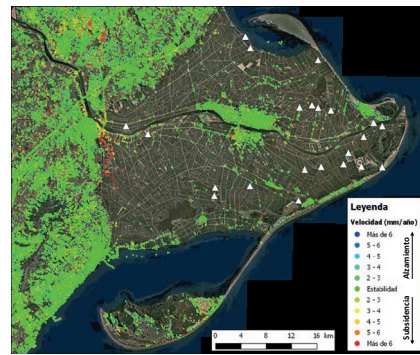 Leyenda
Velocidad (mm/año)
Más de 6
5 - 6
4 - 5
3 - 4
2 - 3
Estabilidad
2 - 3
3 - 4
4 - 5
5 - 6
Más de 6
Alzamiento
Subsidencia
0 4 8 12 16 km